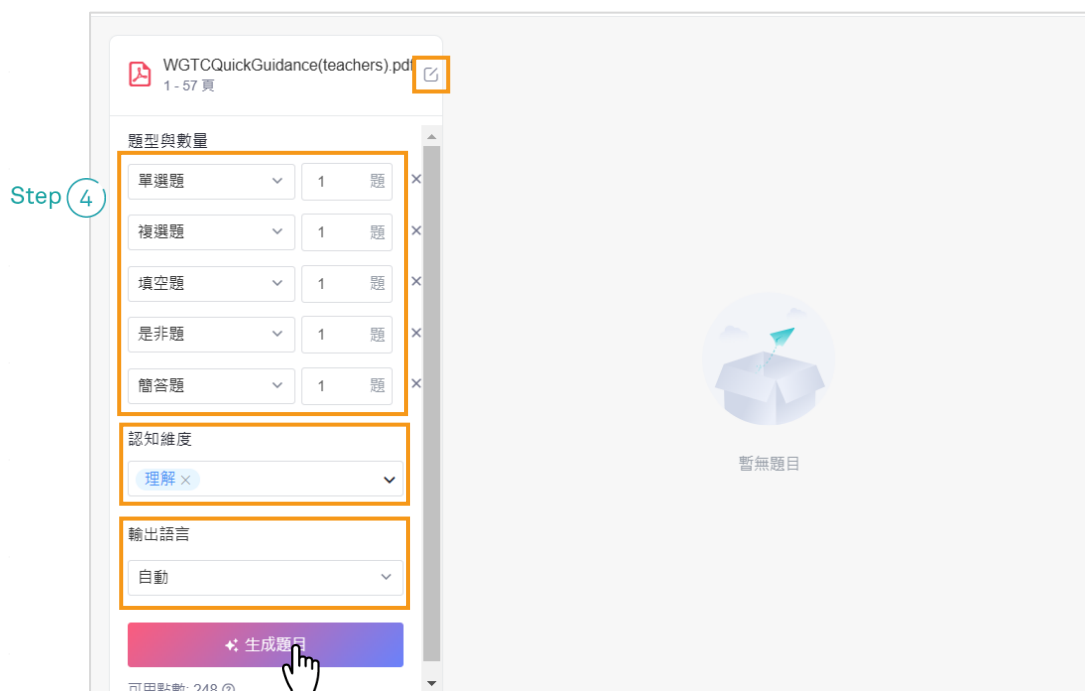 WGTCQuickGuidance(teachers).pdf
1 - 57 頁
題型與數量
Step 4
單選題 1 題
複選題 1 題
填空題 1 題
是非題 1 題
簡答題 1 題
認知維度
理解
暫無題目
輸出語言
自動
生成題目
可用點數: 248